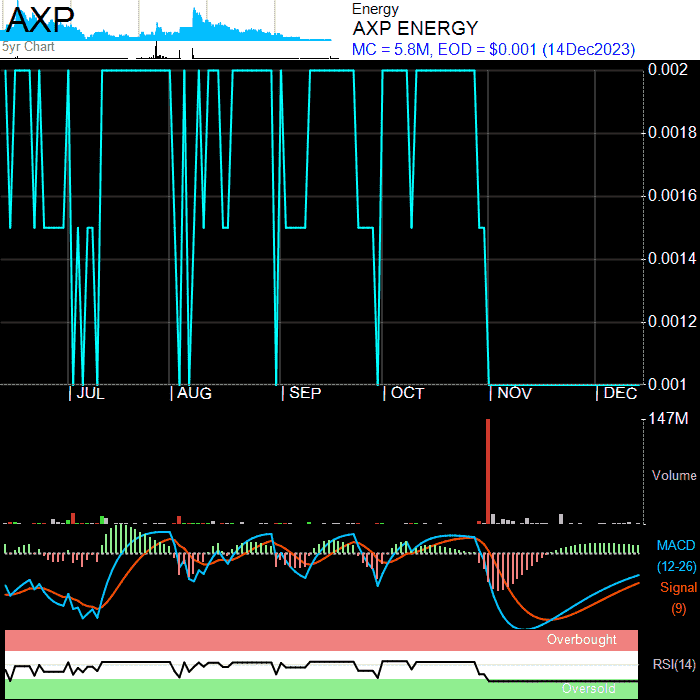 AXP
5yr Chart
Energy
AXP ENERGY
MC = 5.8M, EOD = $0.001 (14Dec2023)
0.002
0.0018
0.0016
0.0014
0.0012
0.001
JUL AUG SEP OCT NOV DEC
147M
Volume
MACD
(12-26)
Signal
(9)
Overbought
RSI(14)
Oversold